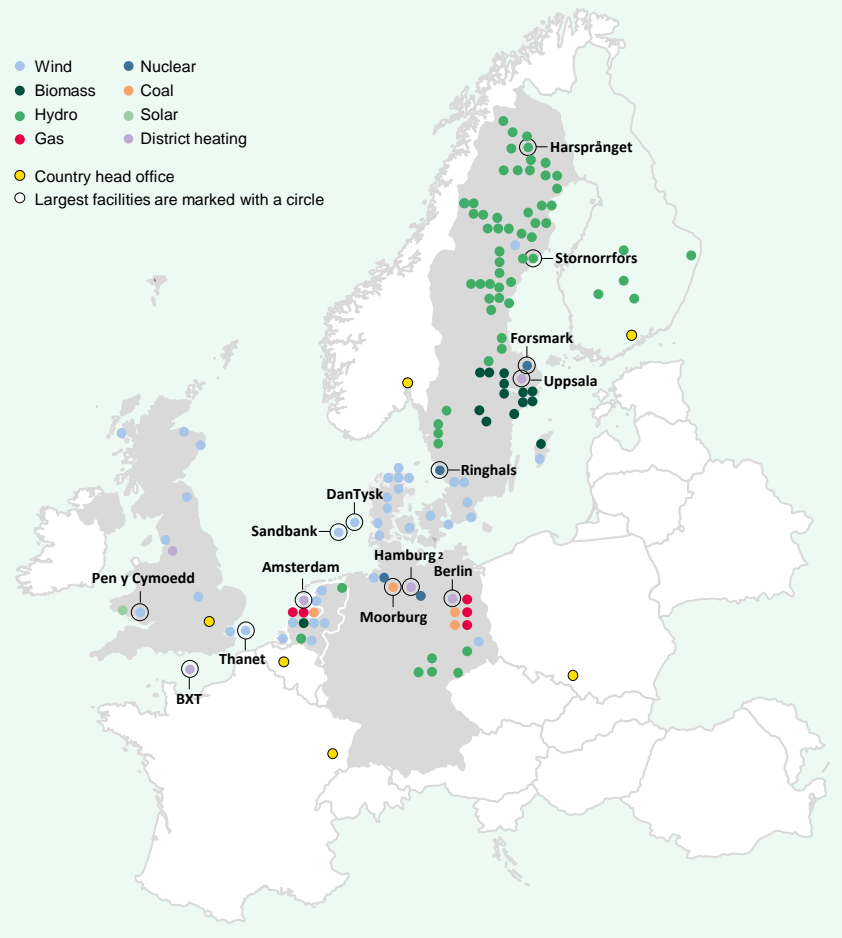 Wind
Biomass
Hydro
Gas
Nuclear
Coal
Solar
District heating
Country head office
Largest facilities are marked with a circle
Harsprånget
Stornorrfors
Forsmark
Uppsala
Ringhals
DanTysk
Sandbank
Hamburg 2
Amsterdam
Berlin
Pen y Cymoedd
Moorburg
Thanet
BXT